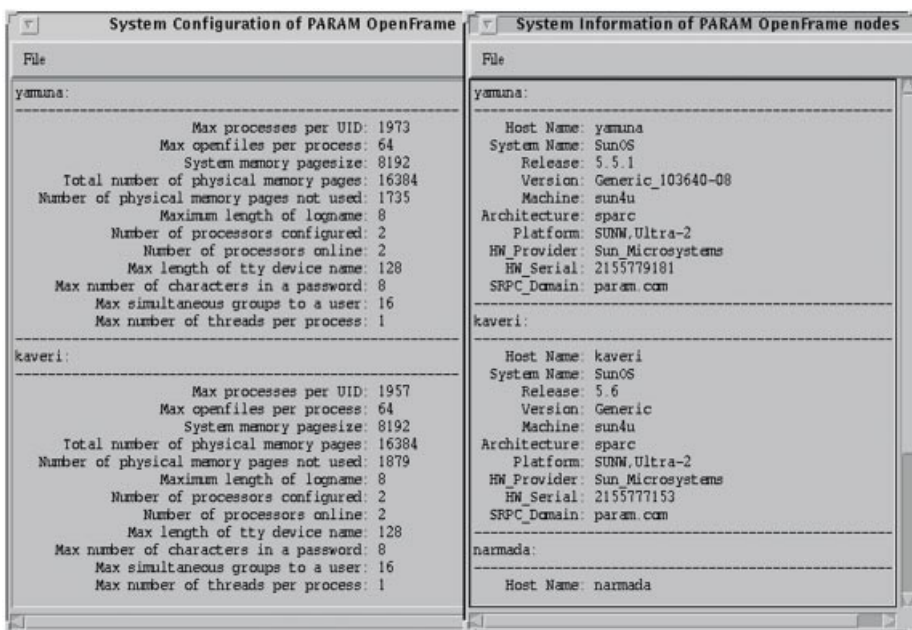 System Configuration of PARAM OpenFrame
File
yamuna:
Max processes per UID: 1973
Max openfiles per process: 64
System memory pagesize: 8192
Total number of physical memory pages: 16384
Number of physical memory pages not used: 1735
Maximum length of logname: 8
Number of processors configured: 2
Number of processors online: 2
Max length of tty device name: 128
Max number of characters in a password: 8
Max simultaneous groups to a user: 16
Max number of threads per process: 1
kaveri:
Max processes per UID: 1957
Max openfiles per process: 64
System memory pagesize: 8192
Total number of physical memory pages: 16384
Number of physical memory pages not used: 1879
Maximum length of logname: 8
Number of processors configured: 2
Number of processors online: 2
Max length of tty device name: 128
Max number of characters in a password: 8
Max simultaneous groups to a user: 16
Max number of threads per process: 1
System Information of PARAM OpenFrame nodes
File
yamuna:
Host Name: yamuna
System Name: SunOS
Release: 5.5.1
Version: Generic_103640-08
Machine: sun4u
Architecture: sparc
Platform: SUNW,Ultra-2
HW_Provider: Sun_Microsystems
HW_Serial: 2155779181
SRPC_Domain: param.com
kaveri:
Host Name: kaveri
System Name: SunOS
Release: 5.6
Version: Generic
Machine: sun4u
Architecture: sparc
Platform: SUNW,Ultra-2
HW_Provider: Sun_Microsystems
HW_Serial: 2155777153
SRPC_Domain: param.com
narmada:
Host Name: narmada